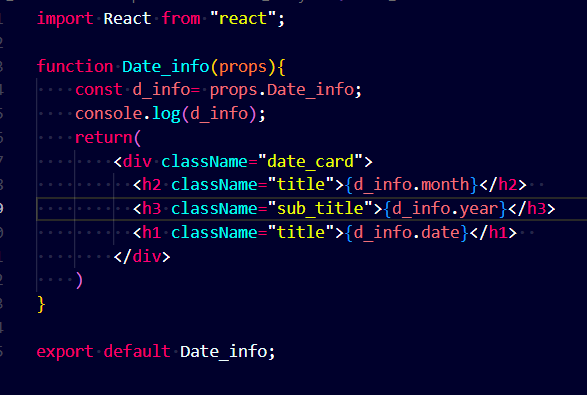 import React from "react";
function Date_info(props){
const d_info= props.Date_info;
console.log(d_info);
return(
<div className="date_card">
<h2 className="title">{d_info.month}</h2>
<h3 className="sub_title">{d_info.year}</h3>
<h1 className="title">{d_info.date}</h1>
</div>
)
}
export default Date_info;